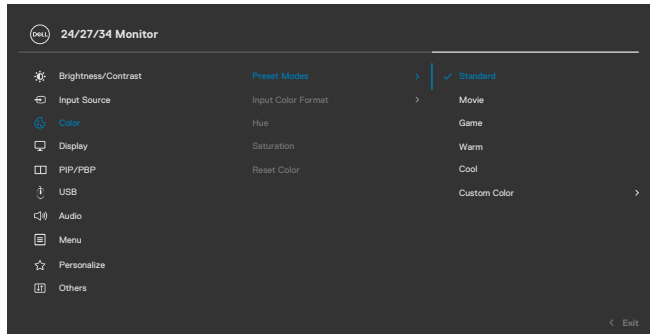 DELL 24/27/34 Monitor
Brightness/Contrast Preset Modes > ✓ Standard
Input Source Input Color Format > Movie
Color Hue Game
Display Saturation Warm
PIP/PBP Reset Color Cool
USB Custom Color >
Audio
Menu
Personalize
Others
< Exit